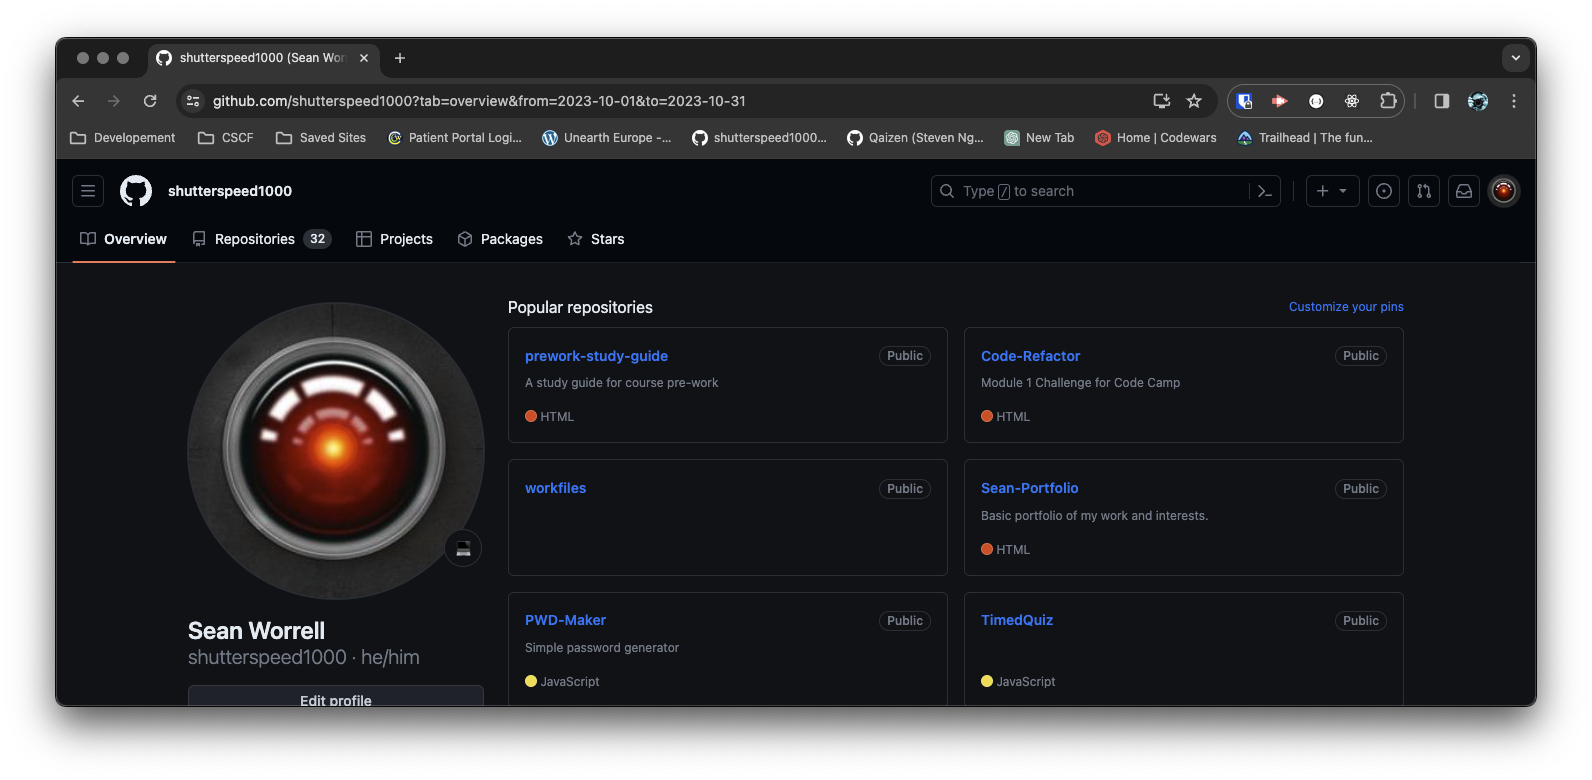 shutterspeed1000 (Sean Wor
github.com/shutterspeed1000?tab=overview&from=2023-10-01&to=2023-10-31
Developement CSCF Saved Sites Patient Portal Logi... Unearth Europe -... shutterspeed1000... Qaizen (Steven Ng... New Tab Home | Codewars Trailhead | The fun...
shutterspeed1000 Type / to search
Overview Repositories 32 Projects Packages Stars
Popular repositories Customize your pins
prework-study-guide Public
A study guide for course pre-work
HTML
Code-Refactor Public
Module 1 Challenge for Code Camp
HTML
workfiles Public
Sean-Portfolio Public
Basic portfolio of my work and interests.
HTML
PWD-Maker Public
Simple password generator
JavaScript
TimedQuiz Public
JavaScript
Sean Worrell
shutterspeed1000 · he/him
Edit profile